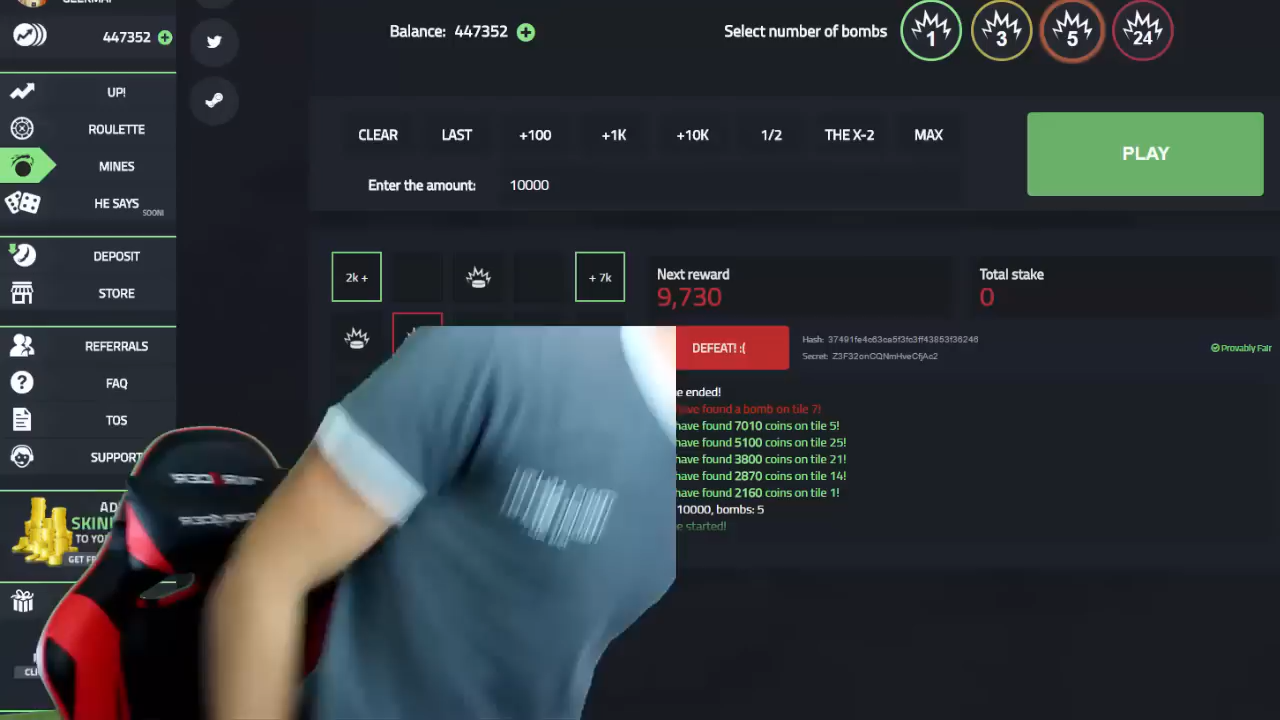 447352
UP!
ROULETTE
MINES
HE SAYS
SOON!
DEPOSIT
STORE
REFERRALS
FAQ
TOS
SUPPORT
TO YO
Balance: 447352
Select number of bombs
1
3
5
24
CLEAR
LAST
+100
+1K
+10K
1/2
THE X-2
MAX
Enter the amount:
10000
PLAY
2k +
+ 7k
Next reward
9,730
Total stake
0
DEFEAT! :(
Hash:
Secret:
Provably Fair
e ended!
have found a bomb on tile 7!
have found 7010 coins on tile 5!
have found 5100 coins on tile 25!
have found 3800 coins on tile 21!
have found 2870 coins on tile 14!
have found 2160 coins on tile 1!
10000, bombs: 5
e started!